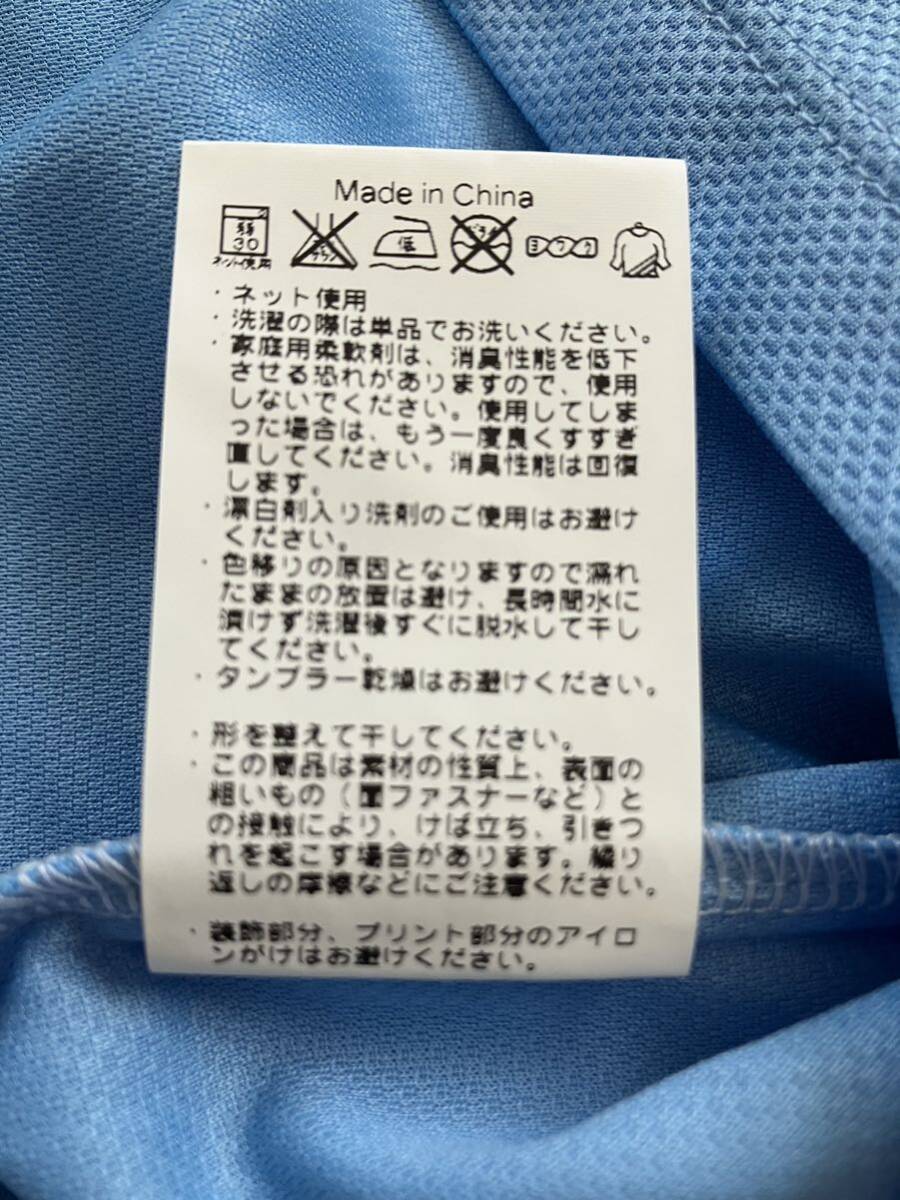 Made in China
弱
30
ネット使用
エンソ
サラシ
低
ドライ
ヨワク
・ネット使用
・洗濯の際は単品でお洗いください。
・家庭用柔軟剤は、消臭性能を低下
させる恐れがありますので、使用
しないでください。使用してしま
った場合は、もう一度良くすすぎ
直してください。消臭性能は回復
します。
・漂白剤入り洗剤のご使用はお避け
ください。
・色移りの原因となりますので濡れ
たままの放置は避け、長時間水に
漬けず洗濯後すぐに脱水して干し
てください。
・タンブラー乾燥はお避けください。
・形を整えて干してください。
・この商品は素材の性質上、表面の
粗いもの（面ファスナーなど）と
の接触により、けば立ち、引きつ
れを起こす場合があります。繰り
返しの摩擦などにご注意ください。
・装飾部分、プリント部分のアイロ
ンがけはお避けください。